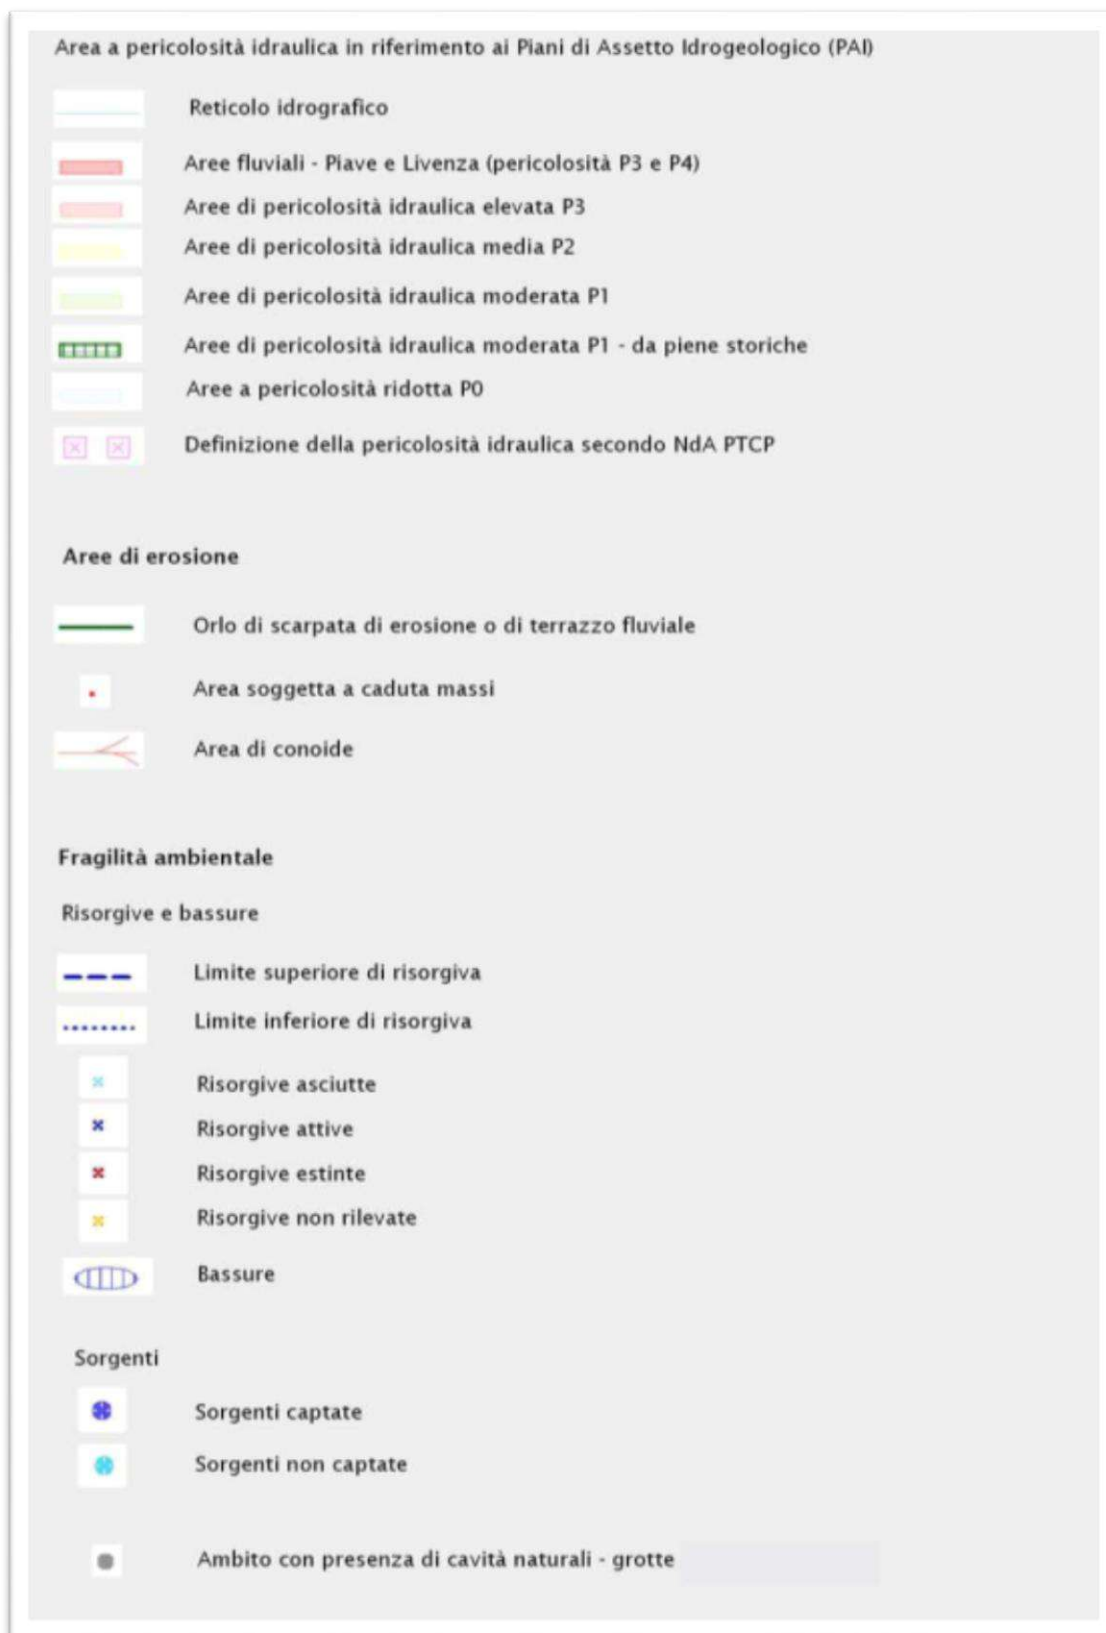 Area a pericolosità idraulica in riferimento ai Piani di Assetto Idrogeologico (PAI)
Reticolo idrografico
Aree fluviali - Piave e Livenza (pericolosità P3 e P4)
Aree di pericolosità idraulica elevata P3
Aree di pericolosità idraulica media P2
Aree di pericolosità idraulica moderata P1
Aree di pericolosità idraulica moderata P1 - da piene storiche
Aree a pericolosità ridotta P0
Definizione della pericolosità idraulica secondo NdA PTCP
Aree di erosione
Orlo di scarpata di erosione o di terrazzo fluviale
Area soggetta a caduta massi
Area di conoide
Fragilità ambientale
Risorgive e bassure
Limite superiore di risorgiva
Limite inferiore di risorgiva
Risorgive asciutte
Risorgive attive
Risorgive estinte
Risorgive non rilevate
Bassure
Sorgenti
Sorgenti captate
Sorgenti non captate
Ambito con presenza di cavità naturali - grotte